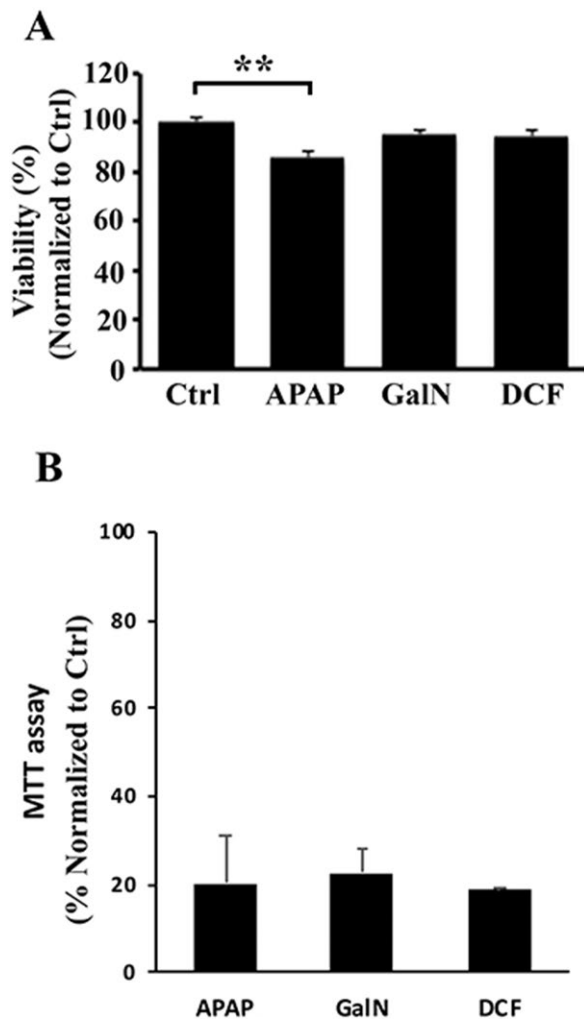 A
Viability (%)
(Normalized to Ctrl)
120
100
80
60
40
20
0
**
Ctrl APAP GalN DCF
B
MTT assay
(% Normalized to Ctrl)
100
80
60
40
20
0
APAP GalN DCF